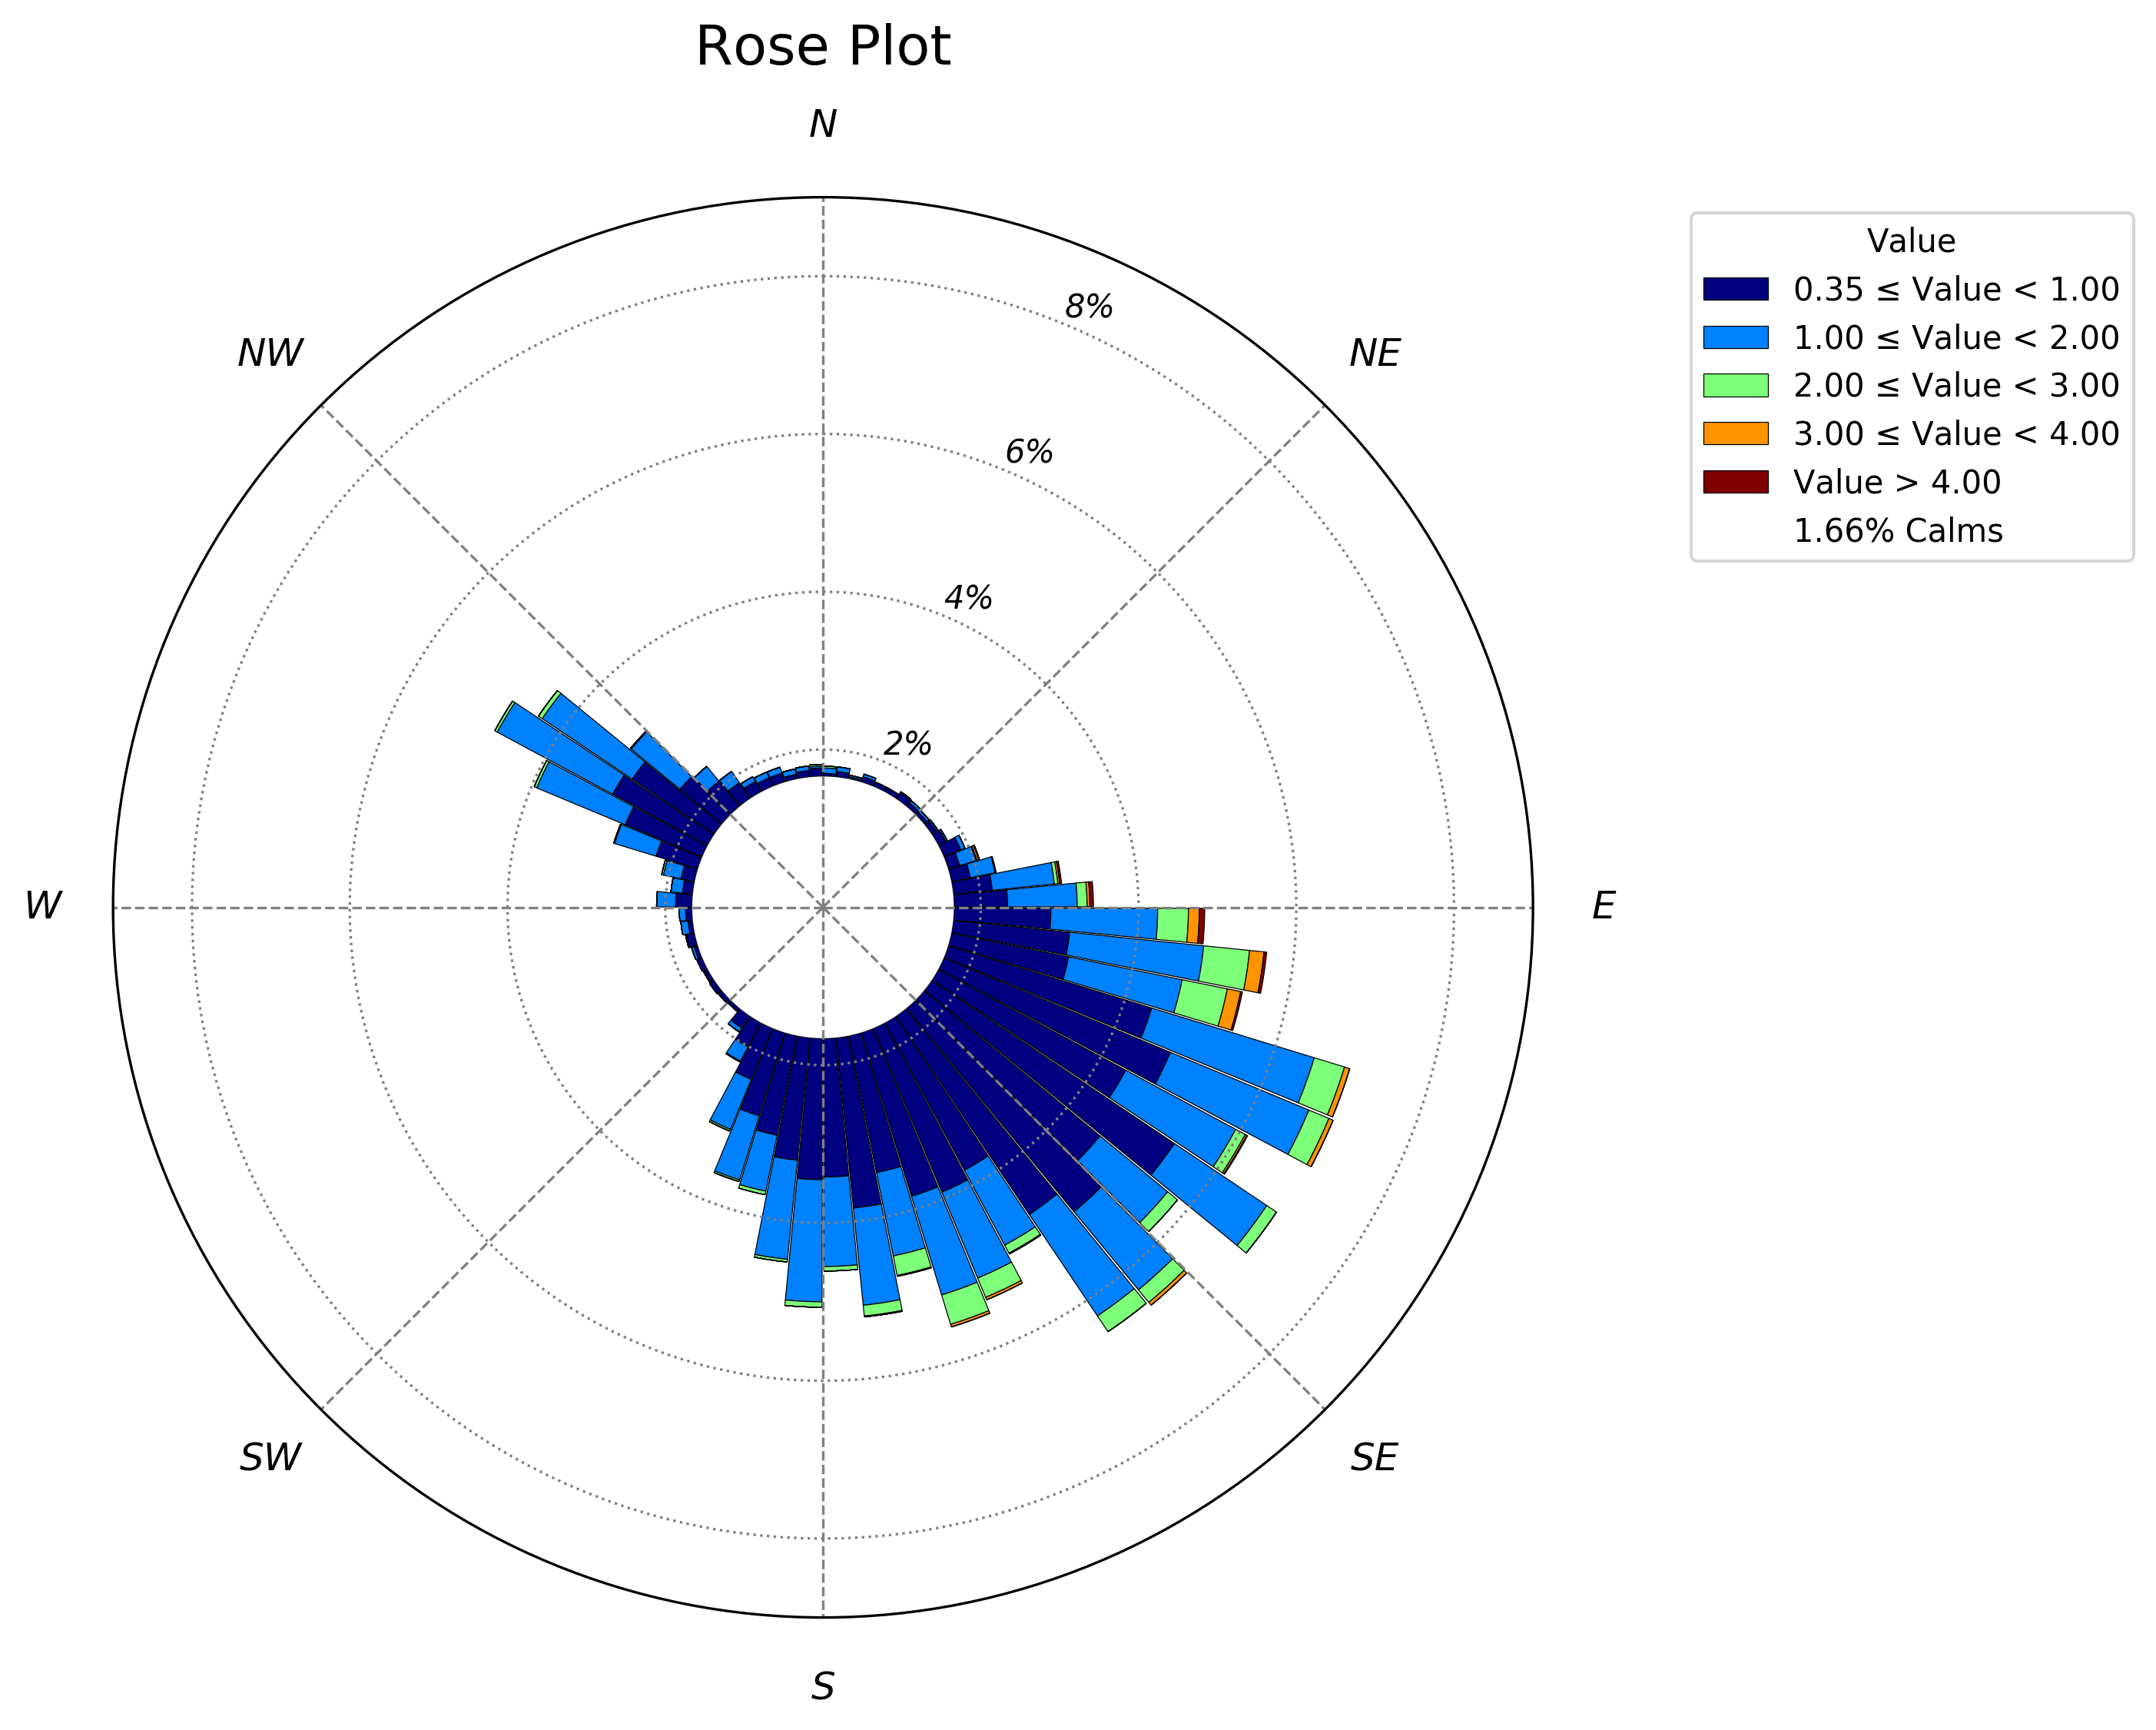 Rose Plot
N
NW
NE
W
E
SW
SE
S
8%
6%
4%
2%
Value
0.35 ≤ Value < 1.00
1.00 ≤ Value < 2.00
2.00 ≤ Value < 3.00
3.00 ≤ Value < 4.00
Value > 4.00
1.66% Calms